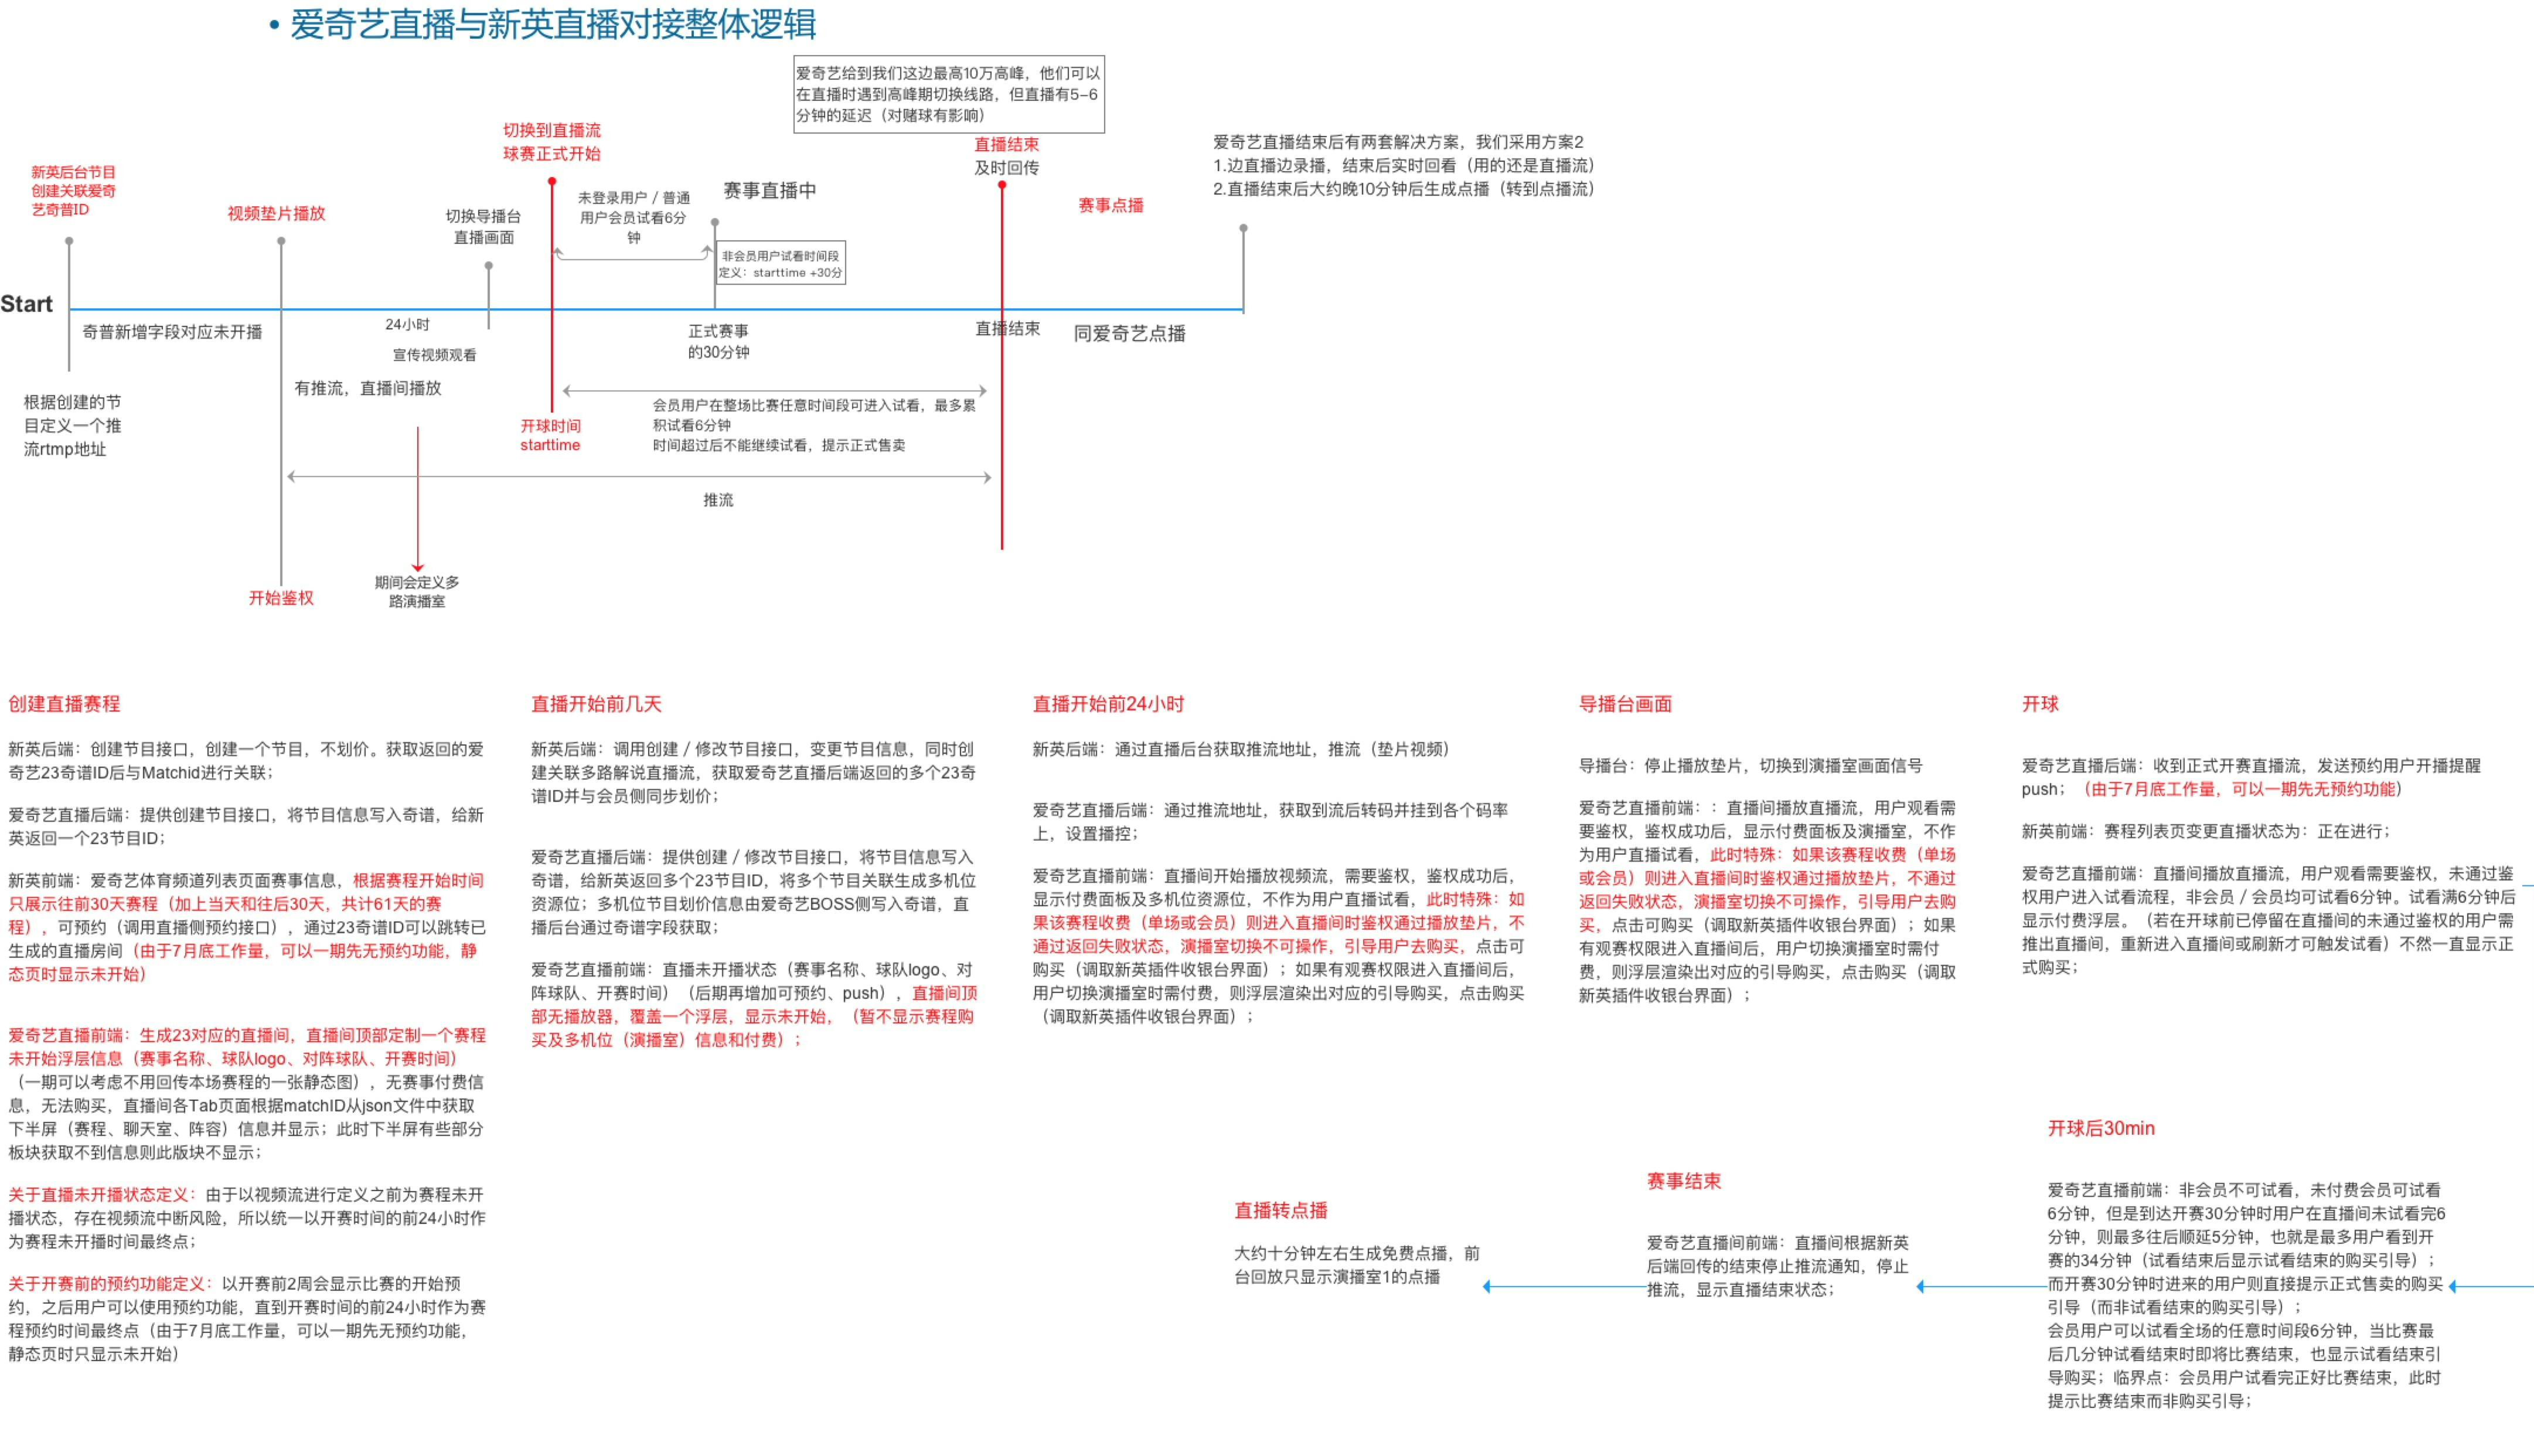 • 爱奇艺直播与新英直播对接整体逻辑
爱奇艺给到我们这边最高10万高峰，他们可以
在直播时遇到高峰期切换线路，但直播有5-6
分钟的延迟（对赌球有影响）
切换到直播流
球赛正式开始
直播结束
及时回传
爱奇艺直播结束后有两套解决方案，我们采用方案2
1.边直播边录播，结束后实时回看（用的还是直播流）
2.直播结束后大约晚10分钟后生成点播（转到点播流）
新英后台节目
创建关联爱奇
艺奇普ID
视频垫片播放
切换导播台
直播画面
未登录用户 / 普通
用户会员试看6分
钟
赛事直播中
赛事点播
非会员用户试看时间段
定义：starttime +30分
Start
奇普新增字段对应未开播
24小时
宣传视频观看
有推流，直播间播放
正式赛事
的30分钟
直播结束
同爱奇艺点播
根据创建的节
目定义一个推
流rtmp地址
开球时间
starttime
会员用户在整场比赛任意时间段可进入试看，最多累
积试看6分钟
时间超过后不能继续试看，提示正式售卖
推流
开始鉴权
期间会定义多
路演播室
创建直播赛程
新英后端：创建节目接口，创建一个节目，不划价。获取返回的爱
奇艺23奇谱ID后与Matchid进行关联；
爱奇艺直播后端：提供创建节目接口，将节目信息写入奇谱，给新
英返回一个23节目ID；
新英前端：爱奇艺体育频道列表页面赛事信息，根据赛程开始时间
只展示往前30天赛程（加上当天和往后30天，共计61天的赛
程），可预约（调用直播侧预约接口），通过23奇谱ID可以跳转已
生成的直播房间（由于7月底工作量，可以一期先无预约功能，静
态页时显示未开始）
爱奇艺直播前端：生成23对应的直播间，直播间顶部定制一个赛程
未开始浮层信息（赛事名称、球队logo、对阵球队、开赛时间）
（一期可以考虑不用回传本场赛程的一张静态图），无赛事付费信
息，无法购买，直播间各Tab页面根据matchID从json文件中获取
下半屏（赛程、聊天室、阵容）信息并显示；此时下半屏有些部分
板块获取不到信息则此版块不显示；
关于直播未开播状态定义：由于以视频流进行定义之前为赛程未开
播状态，存在视频流中断风险，所以统一以开赛时间的前24小时作
为赛程未开播时间最终点；
关于开赛前的预约功能定义：以开赛前2周会显示比赛的开始预
约，之后用户可以使用预约功能，直到开赛时间的前24小时作为赛
程预约时间最终点（由于7月底工作量，可以一期先无预约功能，
静态页时只显示未开始）
直播开始前几天
新英后端：调用创建 / 修改节目接口，变更节目信息，同时创
建关联多路解说直播流，获取爱奇艺直播后端返回的多个23奇
谱ID并与会员侧同步划价；
爱奇艺直播后端：提供创建 / 修改节目接口，将节目信息写入
奇谱，给新英返回多个23节目ID，将多个节目关联生成多机位
资源位；多机位节目划价信息由爱奇艺BOSS侧写入奇谱，直
播后台通过奇谱字段获取；
爱奇艺直播前端：直播未开播状态（赛事名称、球队logo、对
阵球队、开赛时间）（后期再增加可预约、push），直播间顶
部无播放器，覆盖一个浮层，显示未开始，（暂不显示赛程购
买及多机位（演播室）信息和付费）；
直播开始前24小时
新英后端：通过直播后台获取推流地址，推流（垫片视频）
爱奇艺直播后端：通过推流地址，获取到流后转码并挂到各个码率
上，设置播控；
爱奇艺直播前端：直播间开始播放视频流，需要鉴权，鉴权成功后，
显示付费面板及多机位资源位，不作为用户直播试看，此时特殊：如
果该赛程收费（单场或会员）则进入直播间时鉴权通过播放垫片，不
通过返回失败状态，演播室切换不可操作，引导用户去购买，点击可
购买（调取新英插件收银台界面）；如果有观赛权限进入直播间后，
用户切换演播室时需付费，则浮层渲染出对应的引导购买，点击购买
（调取新英插件收银台界面）；
导播台画面
导播台：停止播放垫片，切换到演播室画面信号
爱奇艺直播前端：：直播间播放直播流，用户观看需
要鉴权，鉴权成功后，显示付费面板及演播室，不作
为用户直播试看，此时特殊：如果该赛程收费（单场
或会员）则进入直播间时鉴权通过播放垫片，不通过
返回失败状态，演播室切换不可操作，引导用户去购
买，点击可购买（调取新英插件收银台界面）；如果
有观赛权限进入直播间后，用户切换演播室时需付
费，则浮层渲染出对应的引导购买，点击购买（调取
新英插件收银台界面）；
开球
爱奇艺直播后端：收到正式开赛直播流，发送预约用户开播提醒
push；（由于7月底工作量，可以一期先无预约功能）
新英前端：赛程列表页变更直播状态为：正在进行；
爱奇艺直播前端：直播间播放直播流，用户观看需要鉴权，未通过鉴
权用户进入试看流程，非会员 / 会员均可试看6分钟。试看满6分钟后
显示付费浮层。（若在开球前已停留在直播间的未通过鉴权的用户需
推出直播间，重新进入直播间或刷新才可触发试看）不然一直显示正
式购买；
开球后30min
爱奇艺直播前端：非会员不可试看，未付费会员可试看
6分钟，但是到达开赛30分钟时用户在直播间未试看完6
分钟，则最多往后顺延5分钟，也就是最多用户看到开
赛的34分钟（试看结束后显示试看结束的购买引导）；
而开赛30分钟时进来的用户则直接提示正式售卖的购买
引导（而非试看结束的购买引导）；
会员用户可以试看全场的任意时间段6分钟，当比赛最
后几分钟试看结束时即将比赛结束，也显示试看结束引
导购买；临界点：会员用户试看完正好比赛结束，此时
提示比赛结束而非购买引导；
赛事结束
爱奇艺直播间前端：直播间根据新英
后端回传的结束停止推流通知，停止
推流，显示直播结束状态；
直播转点播
大约十分钟左右生成免费点播，前
台回放只显示演播室1的点播